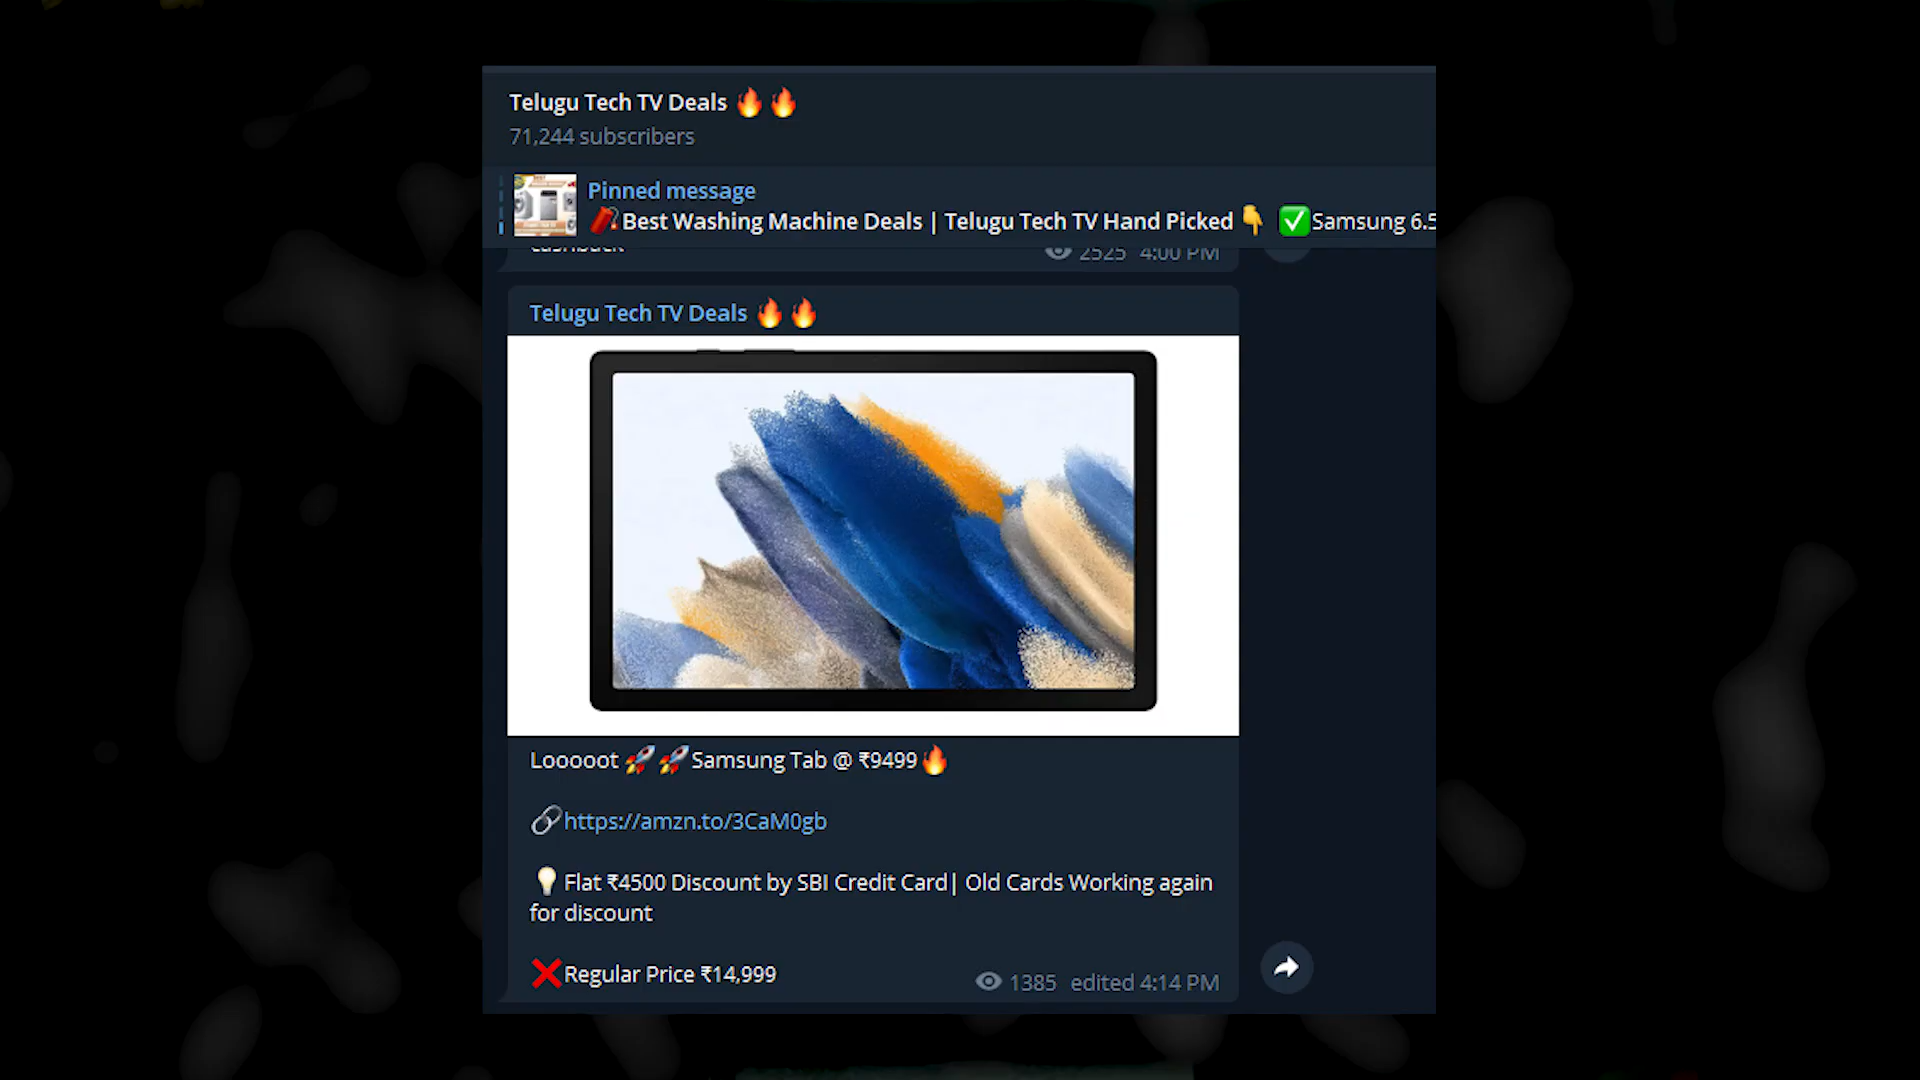 Telugu Tech TV Deals 🔥🔥
71,244 subscribers
Pinned message
🧨Best Washing Machine Deals | Telugu Tech TV Hand Picked 👇 ✅Samsung 6.5
cashback
2525 4:00 PM
Telugu Tech TV Deals 🔥🔥
Looooot 🚀🚀Samsung Tab @ ₹9499🔥
🔗https://amzn.to/3CaM0gb
💡Flat ₹4500 Discount by SBI Credit Card| Old Cards Working again
for discount
❌Regular Price ₹14,999
1385 edited 4:14 PM